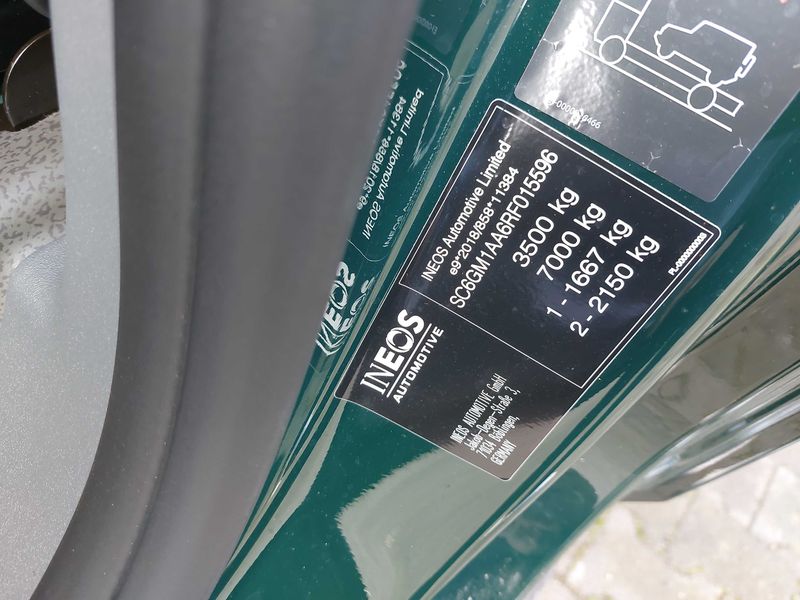 INEOS
AUTOMOTIVE
INEOS Automotive Limited
e9*2018/858*11384
SC6GM1AA6RF015596
3500 kg
7000 kg
1 - 1667 kg
2 - 2150 kg
INEOS AUTOMOTIVE GmbH
Jakob-Degen-Straße 3,
71034 Böblingen,
GERMANY